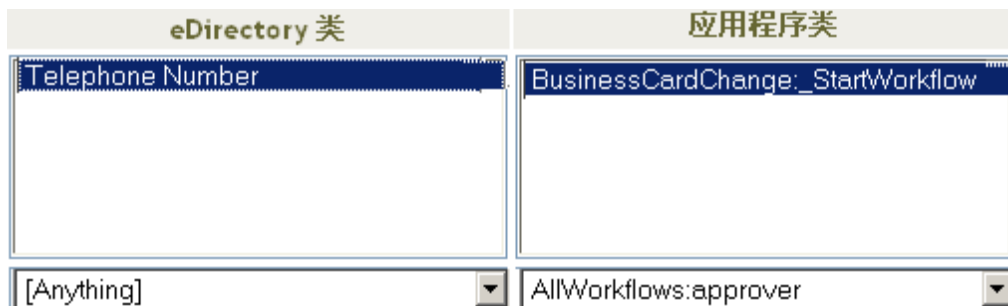 eDirectory 类 应用程序类
Telephone Number BusinessCardChange:_StartWorkflow
[Anything] AllWorkflows:approver